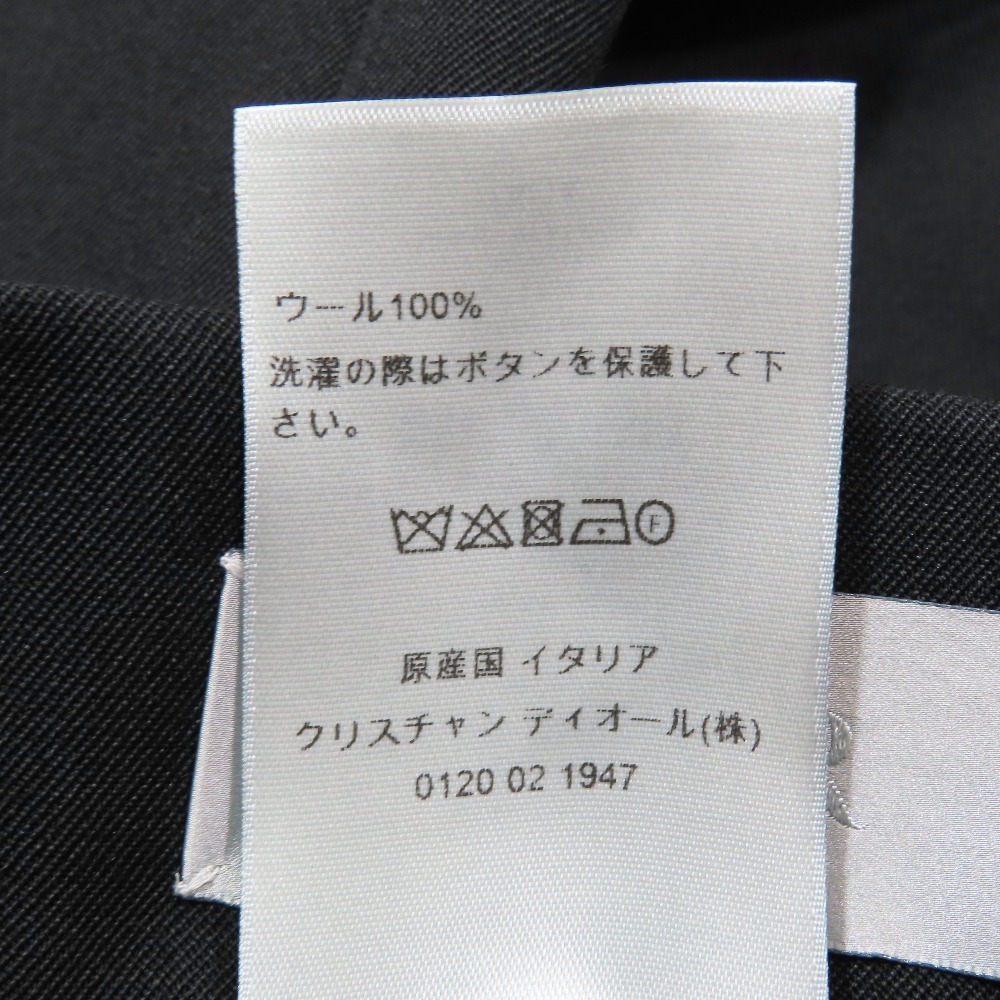 ウール100%
洗濯の際はボタンを保護して下
さい。
F
原産国 イタリア
クリスチャン ディオール(株)
0120 02 1947